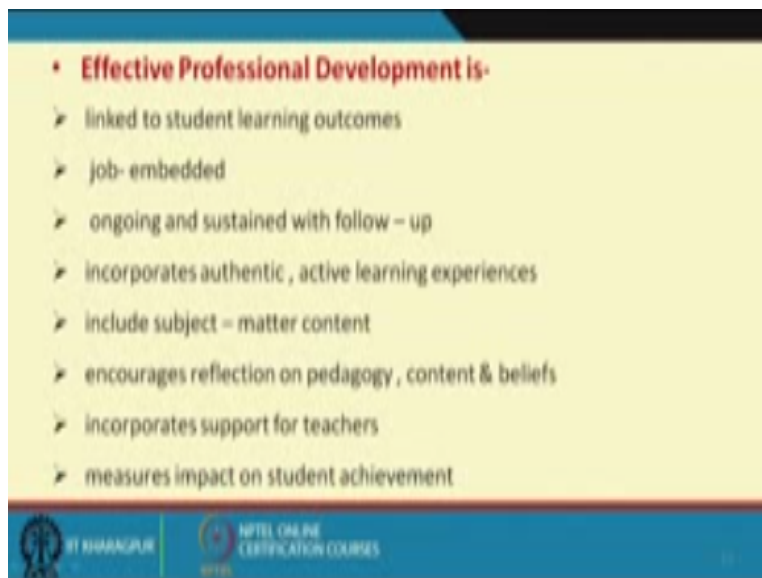 • Effective Professional Development is-
➢ linked to student learning outcomes
➢ job- embedded
➢ ongoing and sustained with follow – up
➢ incorporates authentic , active learning experiences
➢ include subject – matter content
➢ encourages reflection on pedagogy , content & beliefs
➢ incorporates support for teachers
➢ measures impact on student achievement
IIT KHARAGPUR
NPTEL ONLINE
CERTIFICATION COURSES
NPTEL